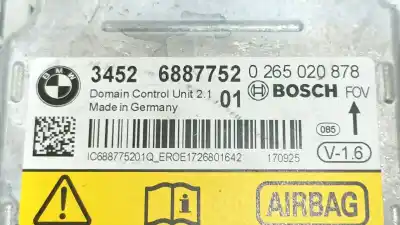 BMW
3452 6887752 0 265 020 878
Domain Control Unit 2.1 01 BOSCH FOV
Made in Germany
085
IC688775201Q_EROE1726801642 170925 V-1.6
AIRBAG